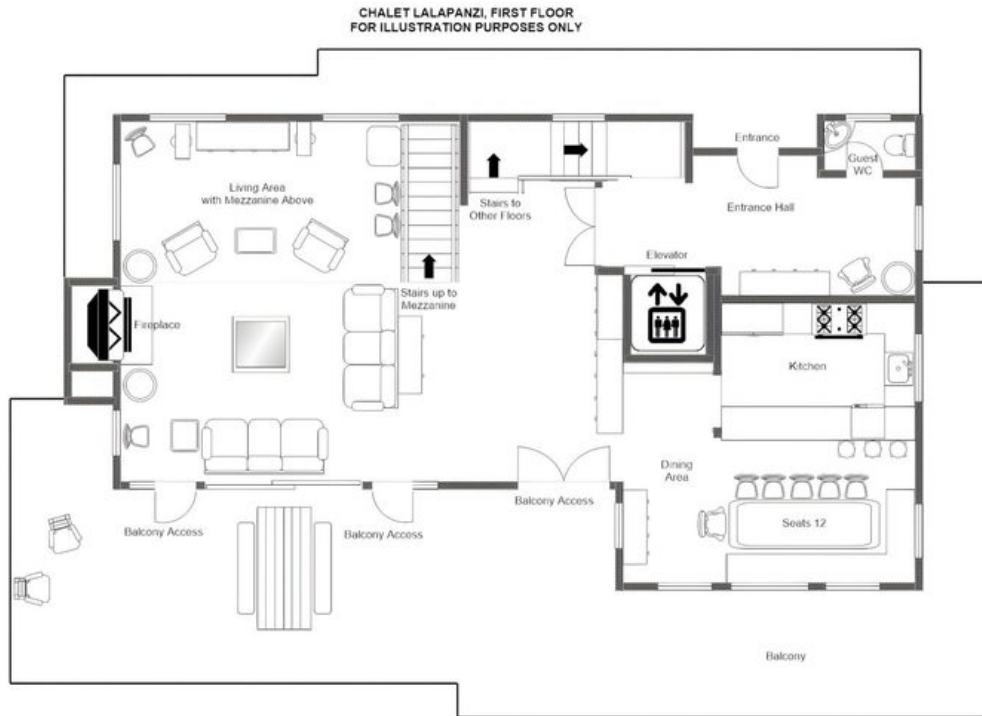 CHALET LALAPANZI, FIRST FLOOR
FOR ILLUSTRATION PURPOSES ONLY
Entrance
Guest
WC
Living Area
with Mezzanine Above
Stairs to
Other Floors
Entrance Hall
Elevator
Stairs up to
Mezzanine
Fireplace
Kitchen
Dining
Area
Seats 12
Balcony Access
Balcony Access
Balcony Access
Balcony